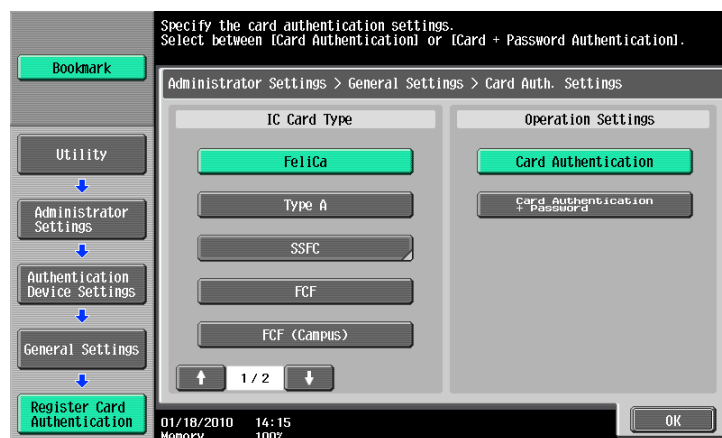 Specify the card authentication settings.
Select between [Card Authentication] or [Card + Password Authentication].
Bookmark
Administrator Settings > General Settings > Card Auth. Settings
IC Card Type
Operation Settings
Utility
Administrator
Settings
Authentication
Device Settings
General Settings
Register Card
Authentication
FeliCa
Type A
SSFC
FCF
FCF (Campus)
1/2
Card Authentication
Card Authentication
+ Password
01/18/2010 14:15
Memory 100%
OK